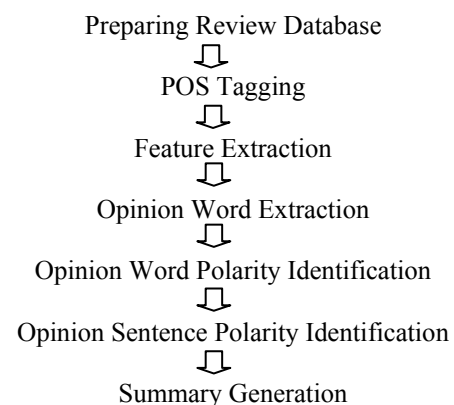 Preparing Review Database
POS Tagging
Feature Extraction
Opinion Word Extraction
Opinion Word Polarity Identification
Opinion Sentence Polarity Identification
Summary Generation